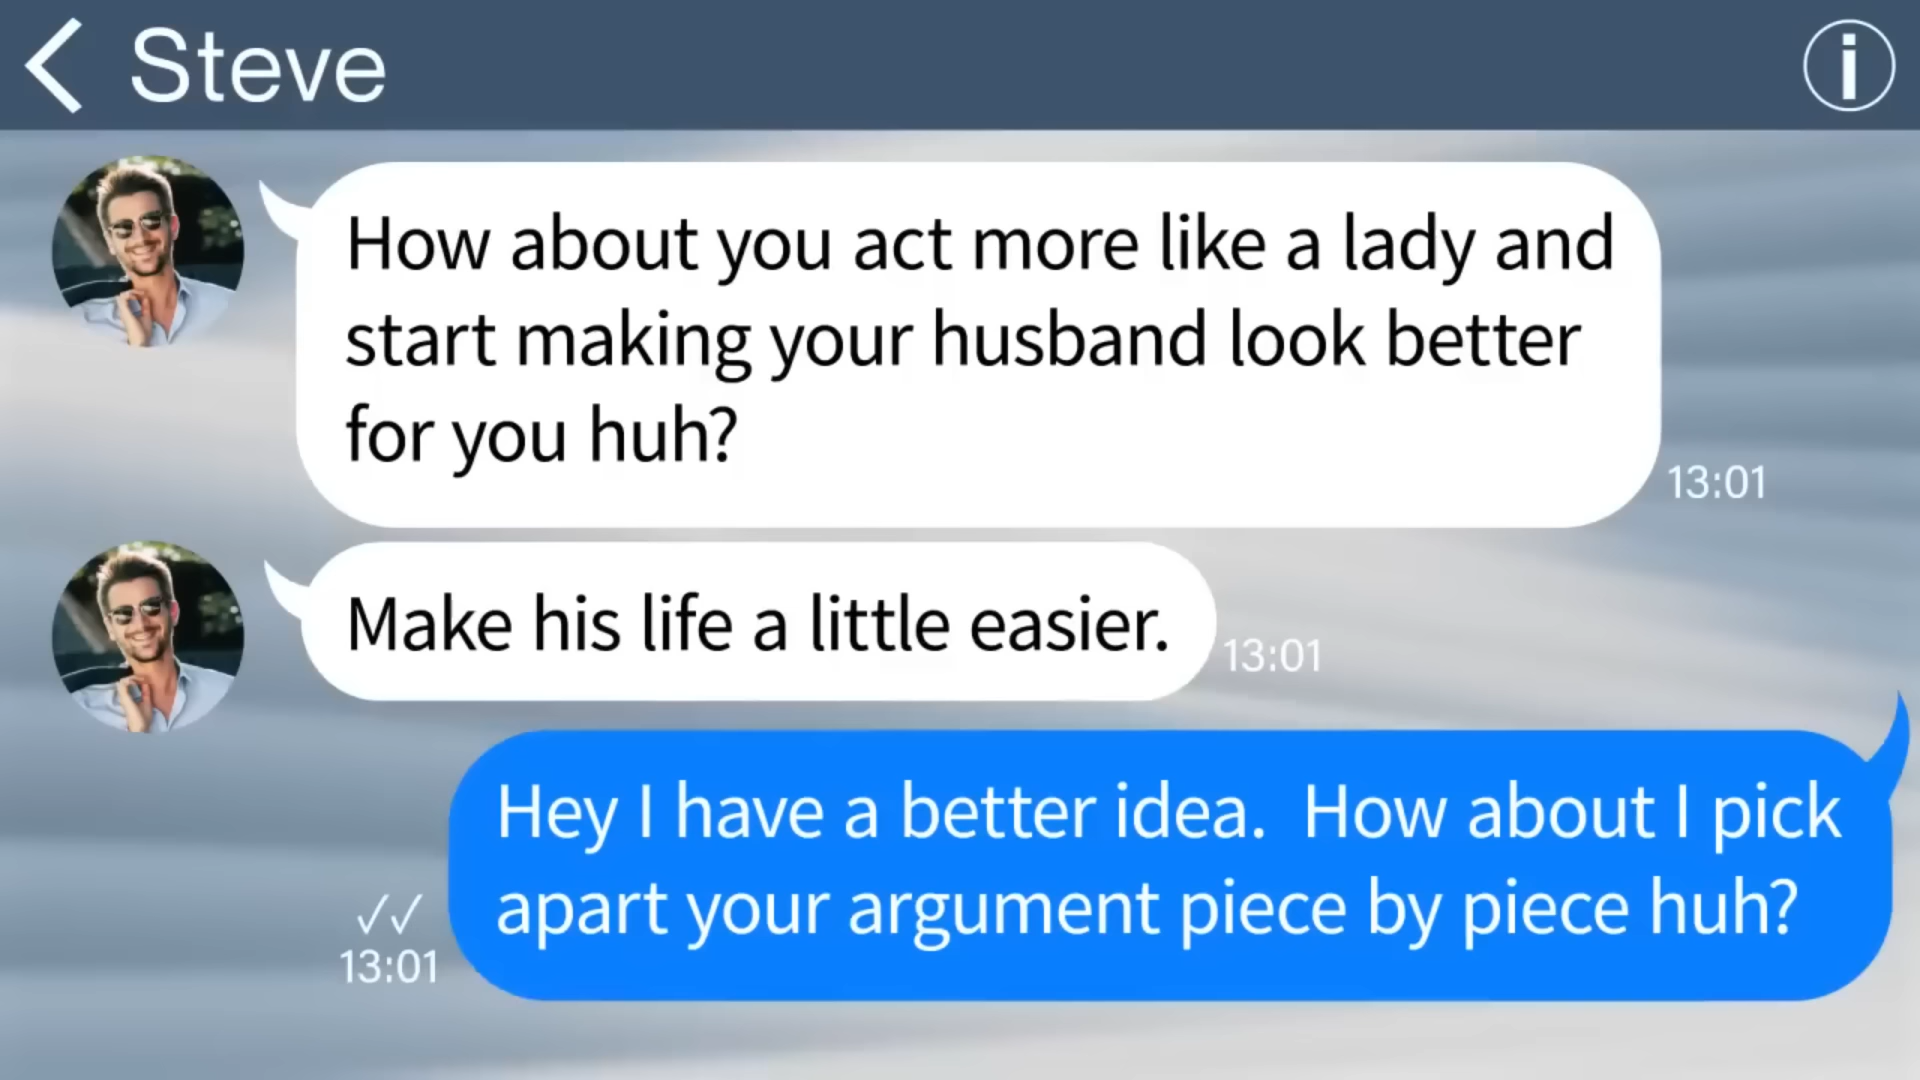 Steve
How about you act more like a lady and
start making your husband look better
for you huh?
13:01
Make his life a little easier.
13:01
Hey I have a better idea.  How about I pick
apart your argument piece by piece huh?
13:01